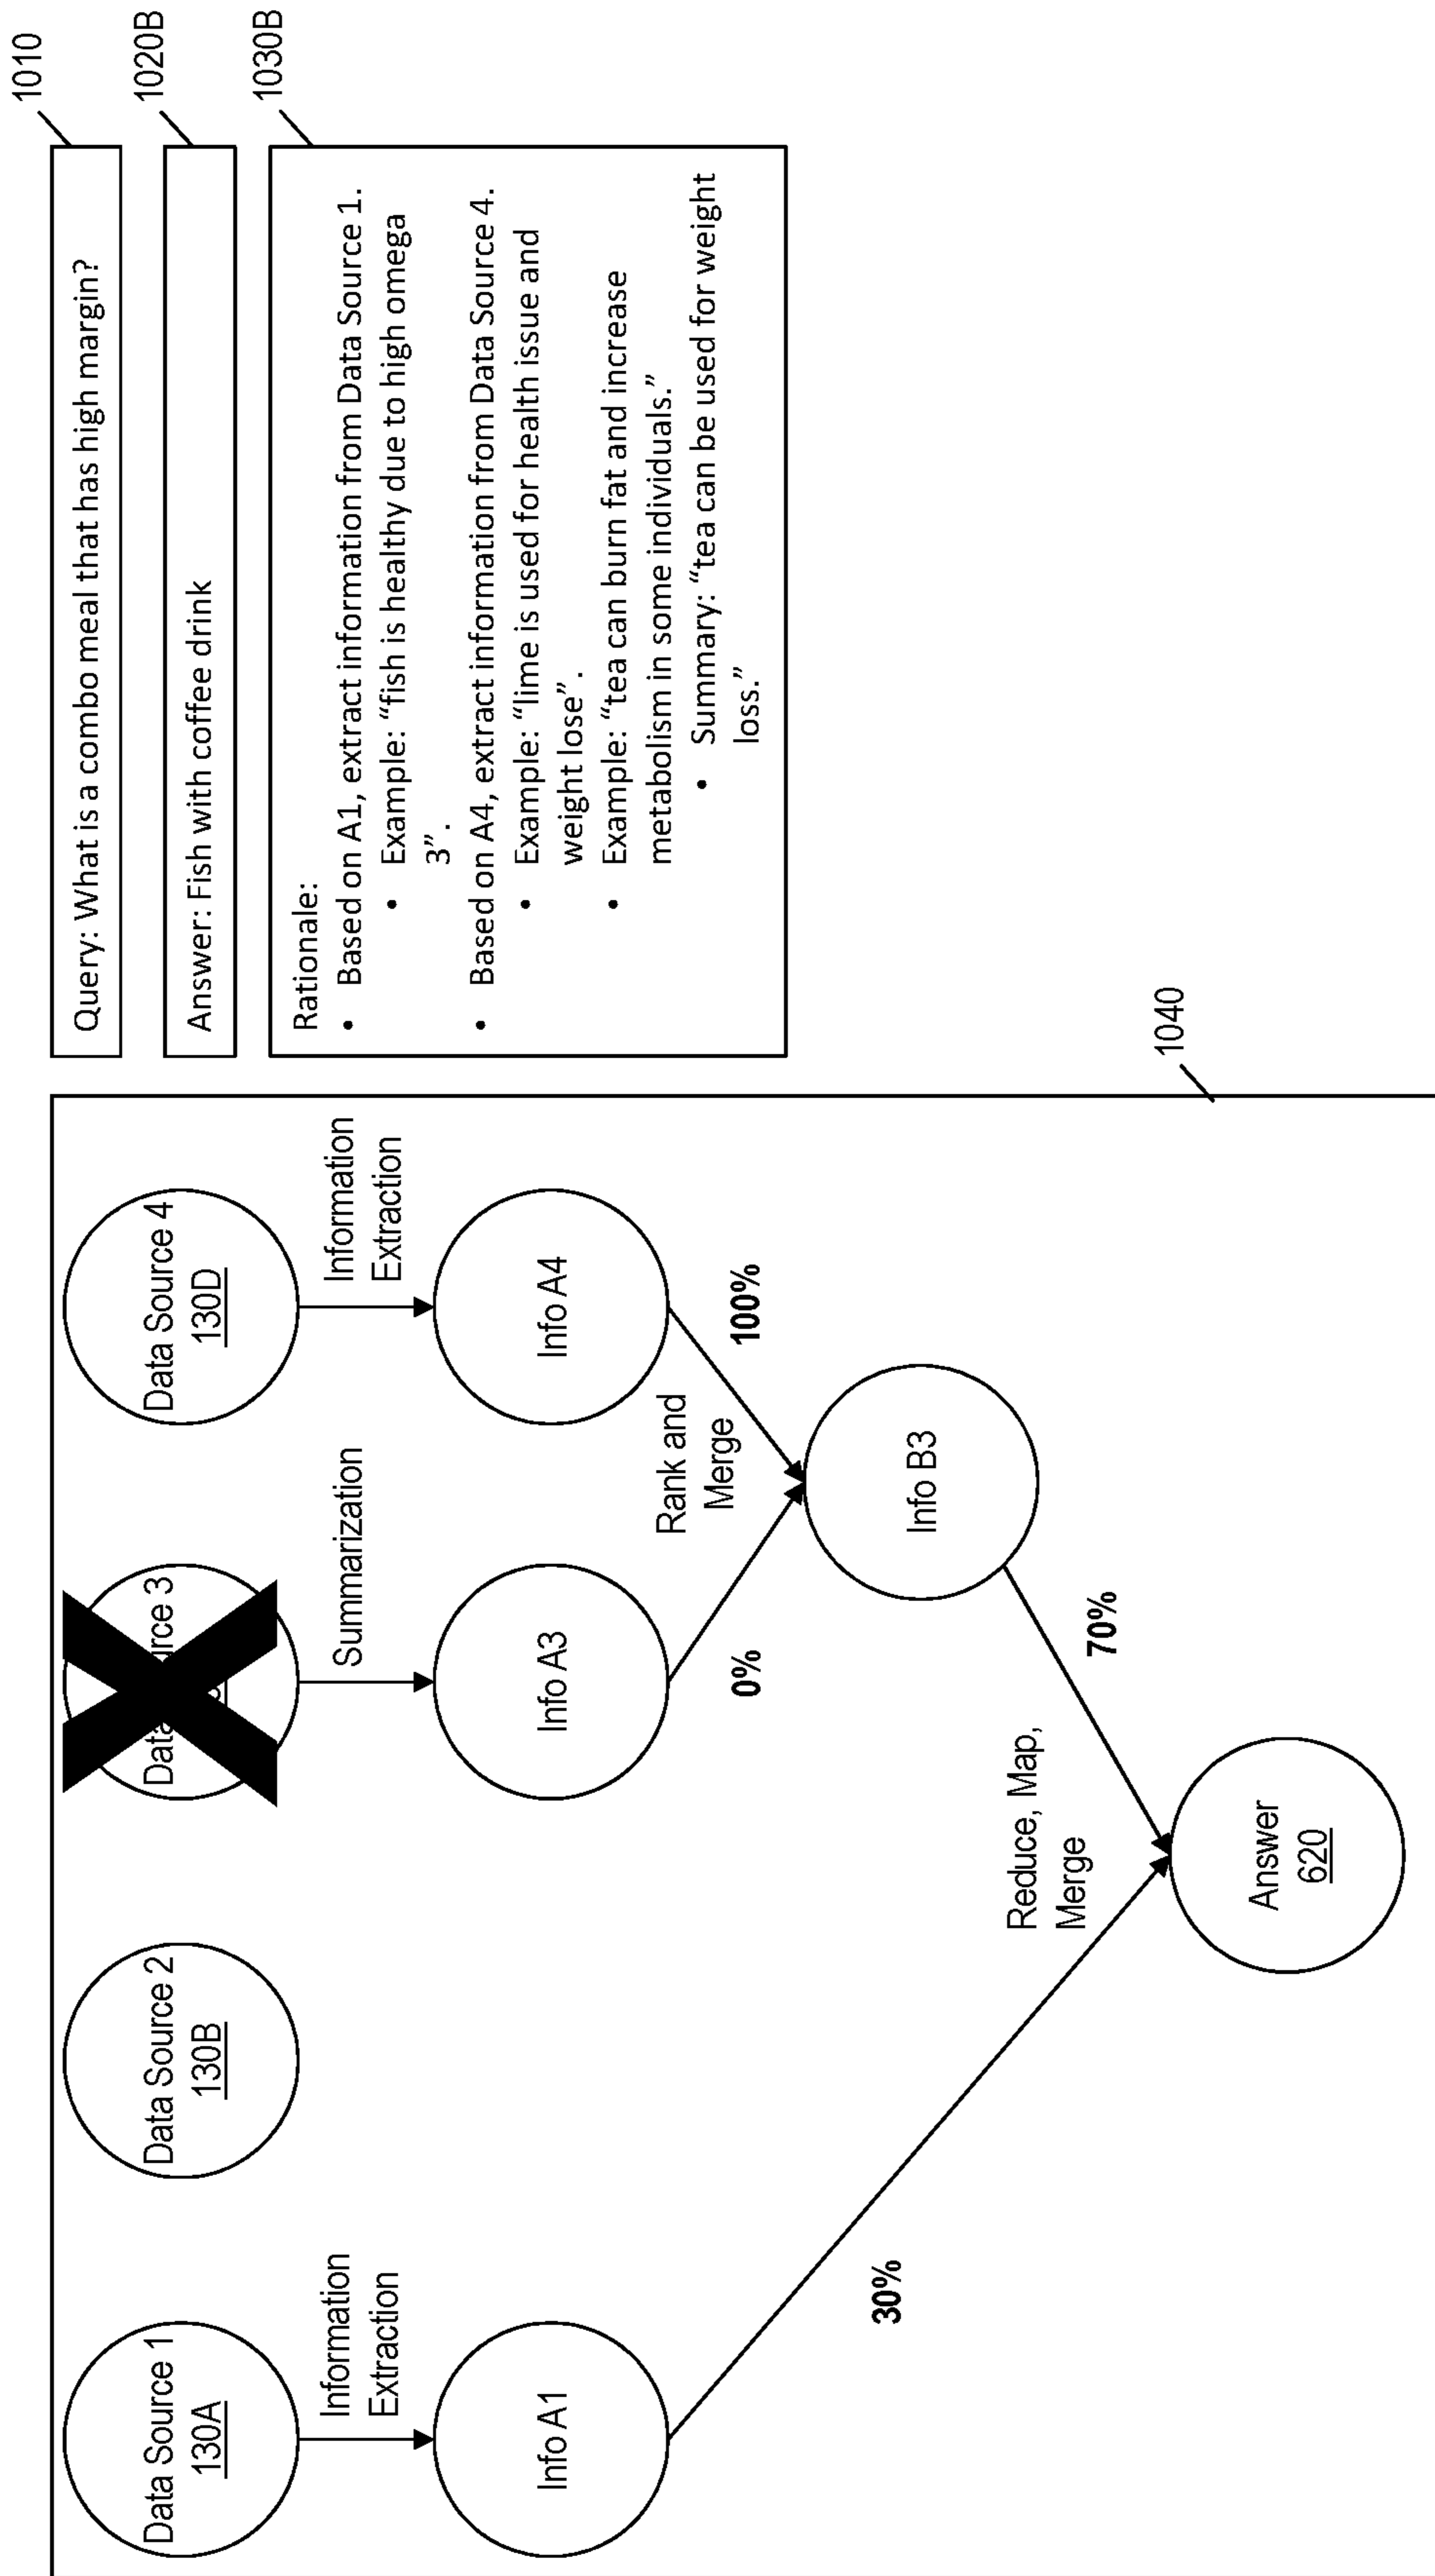 1010
Query: What is a combo meal that has high margin?
1020B
Answer: Fish with coffee drink
1030B
Rationale:
• Based on A1, extract information from Data Source 1.
• Example: “fish is healthy due to high omega
3”.
• Based on A4, extract information from Data Source 4.
• Example: “lime is used for health issue and
weight lose”.
• Example: “tea can burn fat and increase
metabolism in some individuals.”
• Summary: “tea can be used for weight
loss.”
1040
Data Source 1
130A
Data Source 2
130B
3
Data Source 4
130D
Information
Extraction
Summarization
Information
Extraction
Info A1
Info A3
Info A4
Rank and
Merge
0%
100%
Info B3
30%
Reduce, Map,
Merge
70%
Answer
620